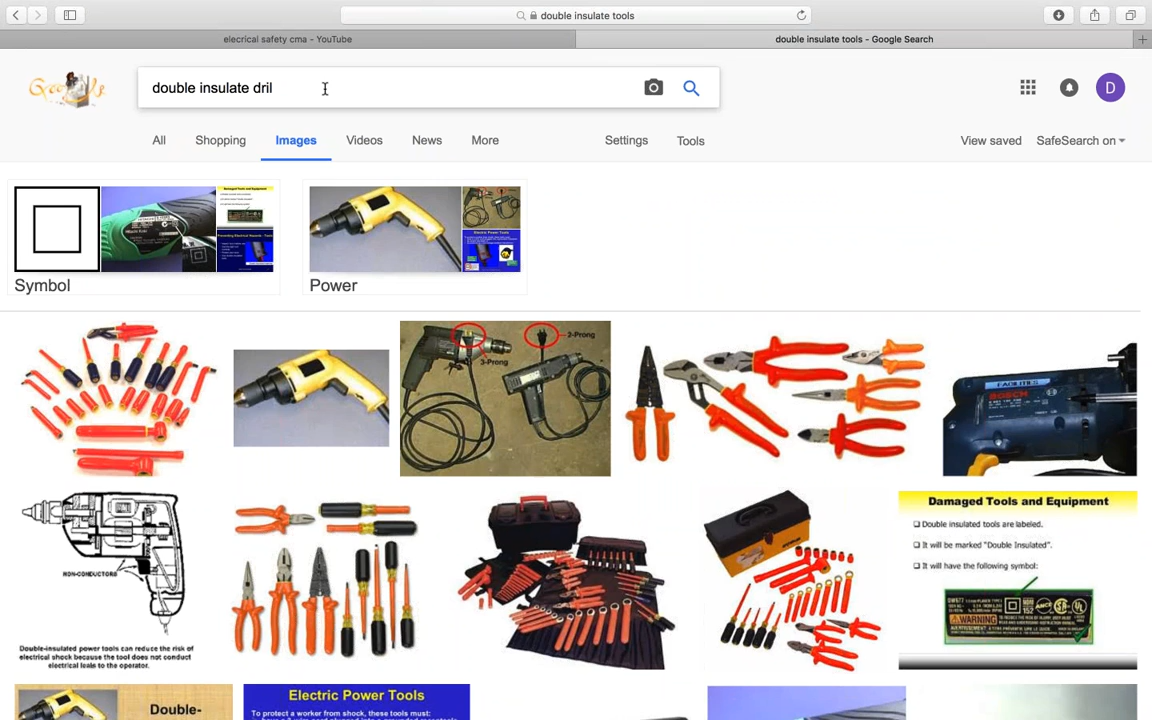 double insulate tools
elecrical safety cma - YouTube
double insulate tools - Google Search
double insulate dril
D
All Shopping Images Videos News More Settings Tools View saved SafeSearch on
Symbol
Power
3-Prong
3-Prong
FACILITIES
BOSCH
NON-CONDUCTORS
Double-insulated power tools can reduce the risk of
electrical shock because the tool does not conduct
electrical leaks to the operator.
Damaged Tools and Equipment
Double insulated tools are labeled.
It will be marked "Double Insulated".
It will have the following symbol:
WARNING
Double-
Electric Power Tools
To protect a worker from shock, these tools must: